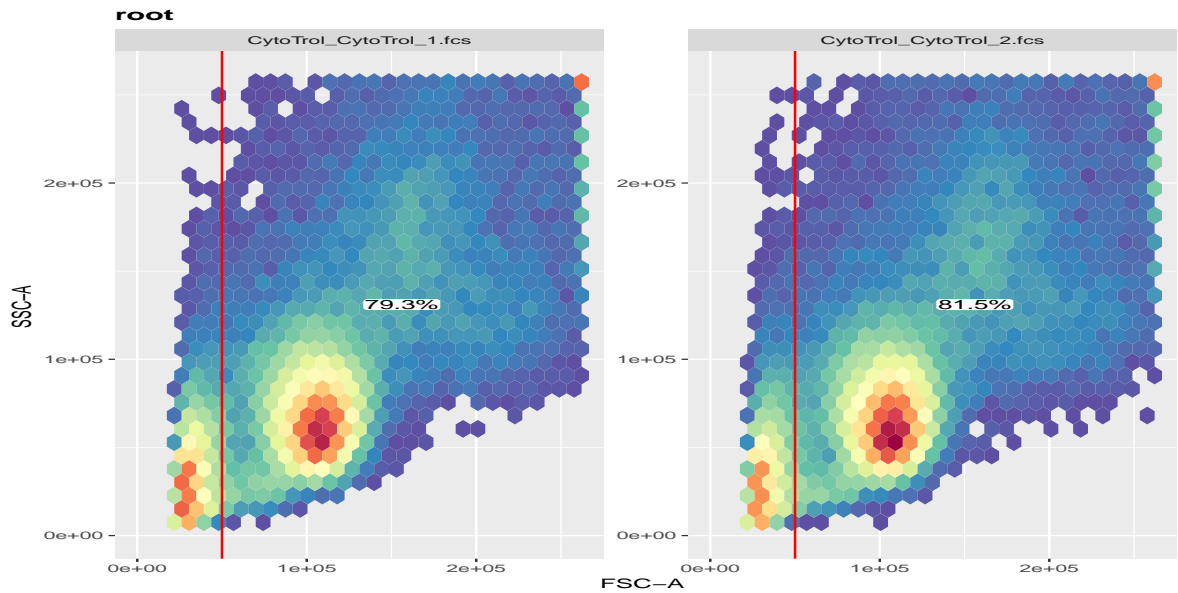 root
CytoTrol_CytoTrol_1.fcs
CytoTrol_CytoTrol_2.fcs
SSC−A
2e+05
1e+05
0e+00
79.3%
2e+05
1e+05
0e+00
81.5%
0e+00
1e+05
2e+05
0e+00
1e+05
2e+05
FSC−A